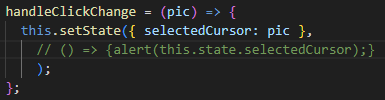 handleClickChange = (pic) => {
this.setState({ selectedCursor: pic },
// () => {alert(this.state.selectedCursor);}
);
};